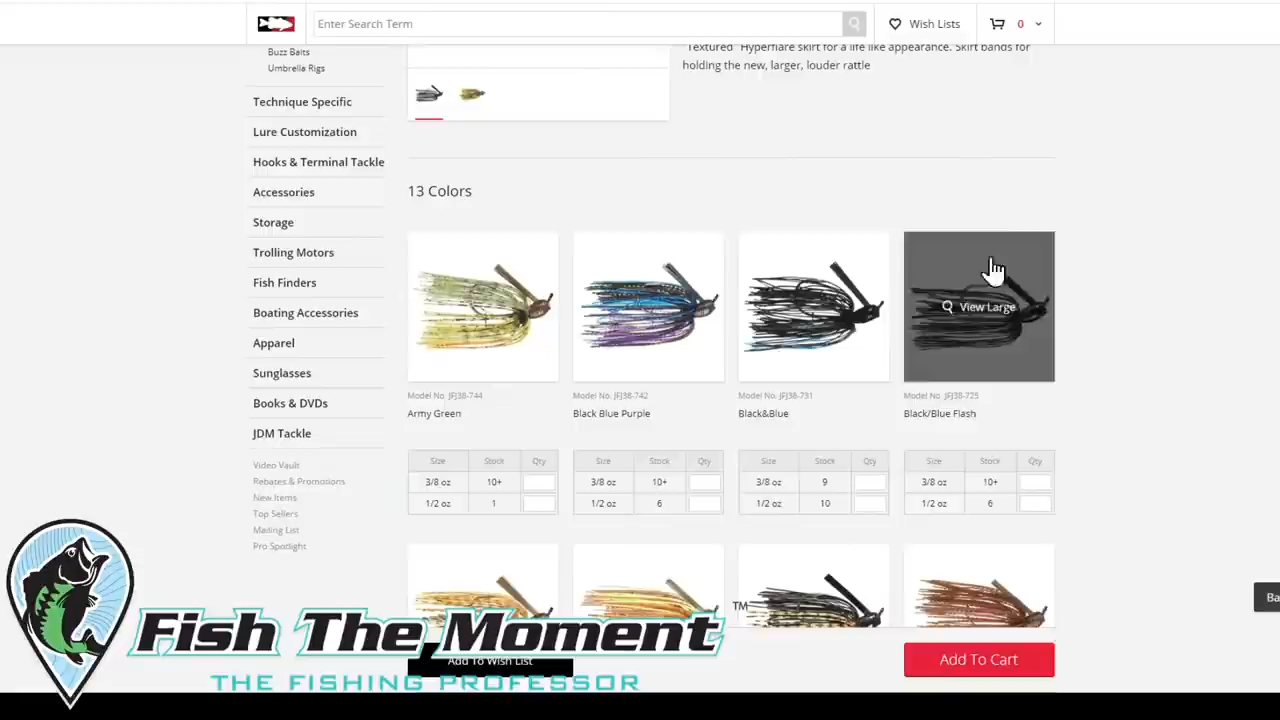 Enter Search Term
Wish Lists
0
Buzz Baits
Umbrella Rigs
"Textured" Hyperflare skirt for a life like appearance. Skirt bands for
holding the new, larger, louder rattle
Technique Specific
Lure Customization
Hooks & Terminal Tackle
Accessories
Storage
Trolling Motors
Fish Finders
Boating Accessories
Apparel
Sunglasses
Books & DVDs
JDM Tackle
Video Vault
Rebates & Promotions
New Items
Top Sellers
Mailing List
Pro Spotlight
13 Colors
View Large
Model No. JFJ38-744
Army Green
Size Stock Qty
3/8 oz 10+
1/2 oz 1
Model No. JFJ38-742
Black Blue Purple
Size Stock Qty
3/8 oz 10+
1/2 oz 6
Model No. JFJ38-731
Black&Blue
Size Stock Qty
3/8 oz 9
1/2 oz 10
Model No. JFJ38-725
Black/Blue Flash
Size Stock Qty
3/8 oz 10+
1/2 oz 6
Ba
Fish The Moment
TM
THE FISHING PROFESSOR
Add To Wish List
Add To Cart